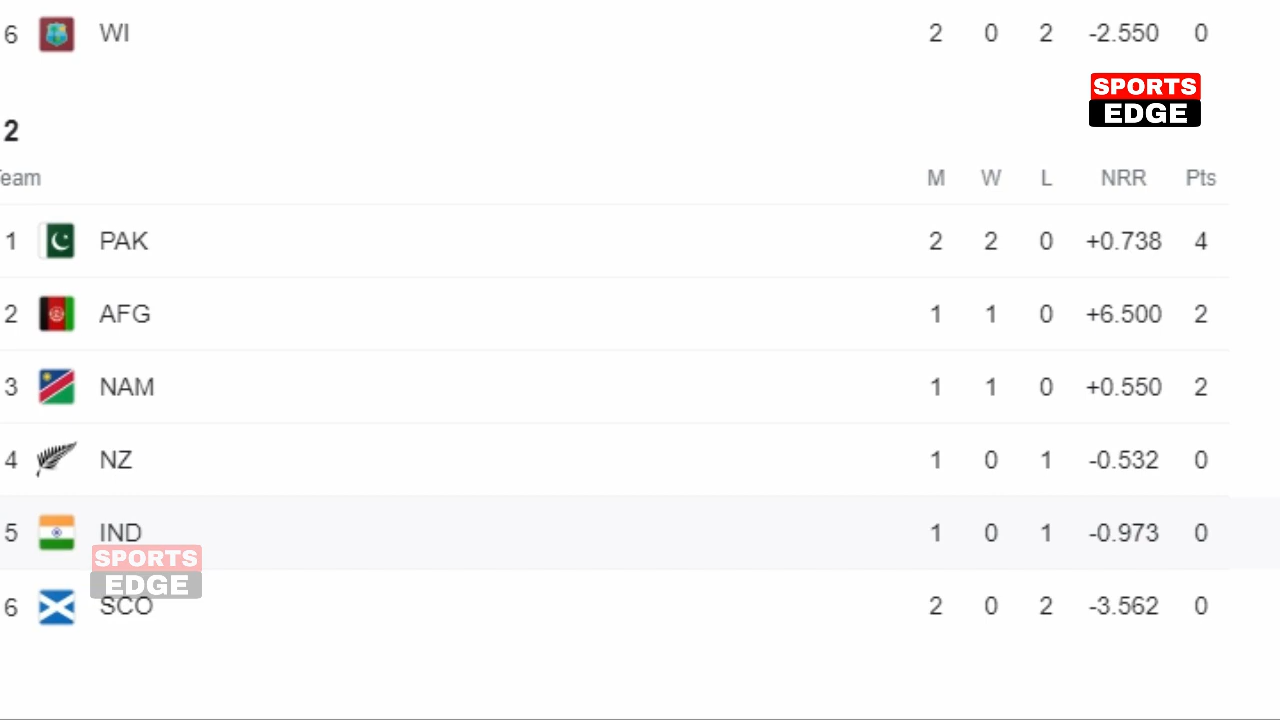 6 WI 2 0 2 -2.550 0
SPORTS
EDGE
2
Team M W L NRR Pts
1 PAK 2 2 0 +0.738 4
2 AFG 1 1 0 +6.500 2
3 NAM 1 1 0 +0.550 2
4 NZ 1 0 1 -0.532 0
5 IND 1 0 1 -0.973 0
SPORTS
EDGE
6 SCO 2 0 2 -3.562 0